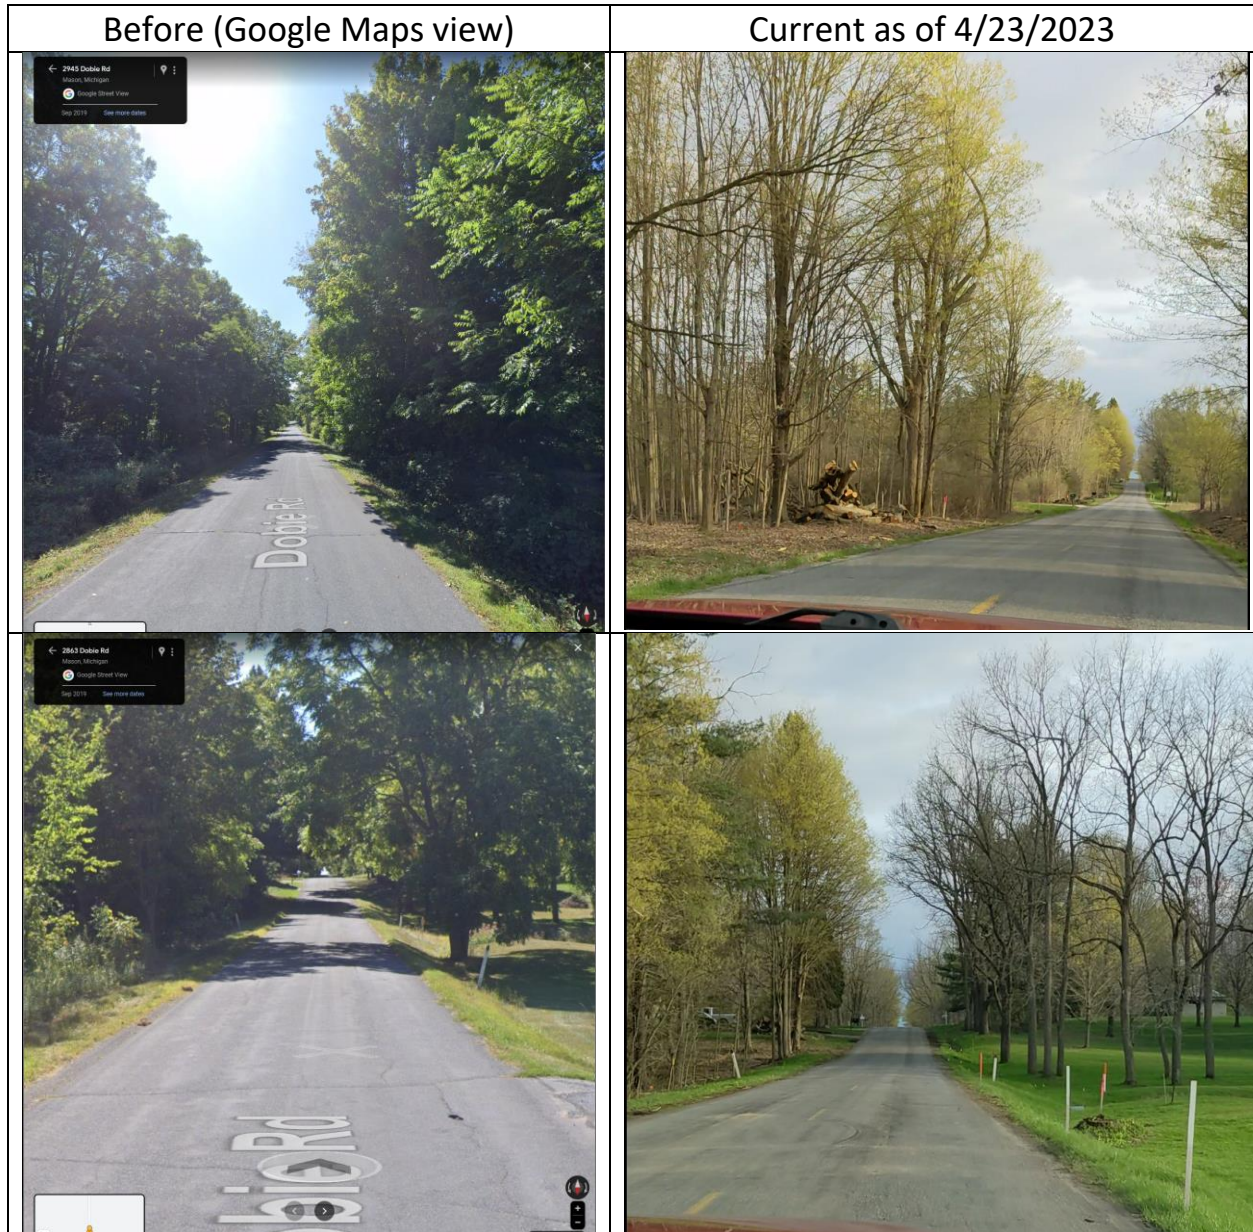 Before (Google Maps view)
Current as of 4/23/2023
2945 Dobie Rd
Mason, Michigan
Google Street View
Sep 2019 See more dates
Dobie Rd
2863 Dobie Rd
Mason, Michigan
Google Street View
Sep 2019 See more dates
bie Rd